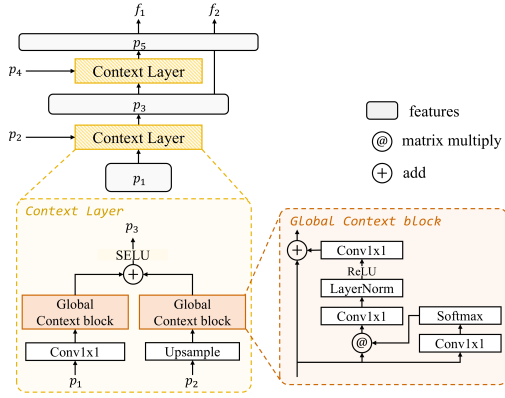 f₁
f₂
p₅
p₄
Context Layer
p₃
p₂
Context Layer
p₁
features
@ matrix multiply
+ add
Context Layer
p₃
SELU
+
Global
Context block
Global
Context block
Conv1x1
Upsample
p₁
p₂
Global Context block
+
Conv1x1
ReLU
LayerNorm
Conv1x1
Softmax
@
Conv1x1